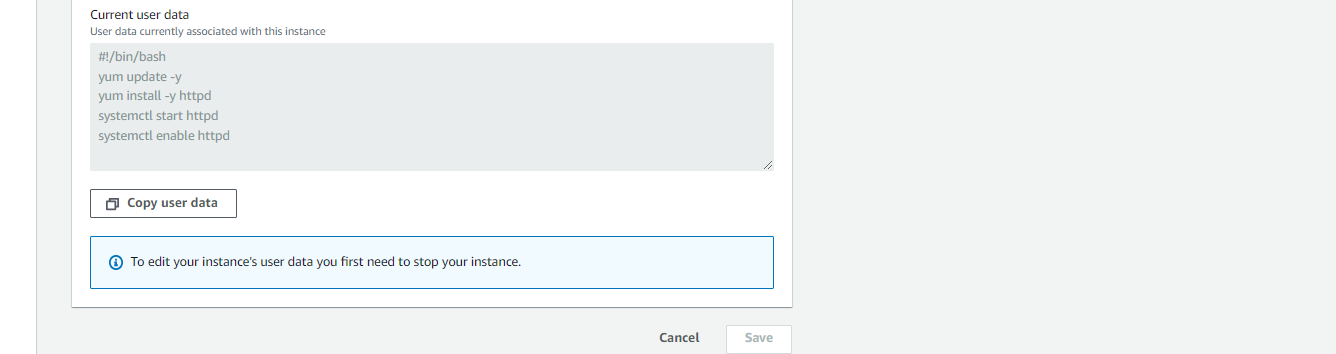 Current user data
User data currently associated with this instance
#!/bin/bash
yum update -y
yum install -y httpd
systemctl start httpd
systemctl enable httpd
Copy user data
To edit your instance's user data you first need to stop your instance.
Cancel
Save